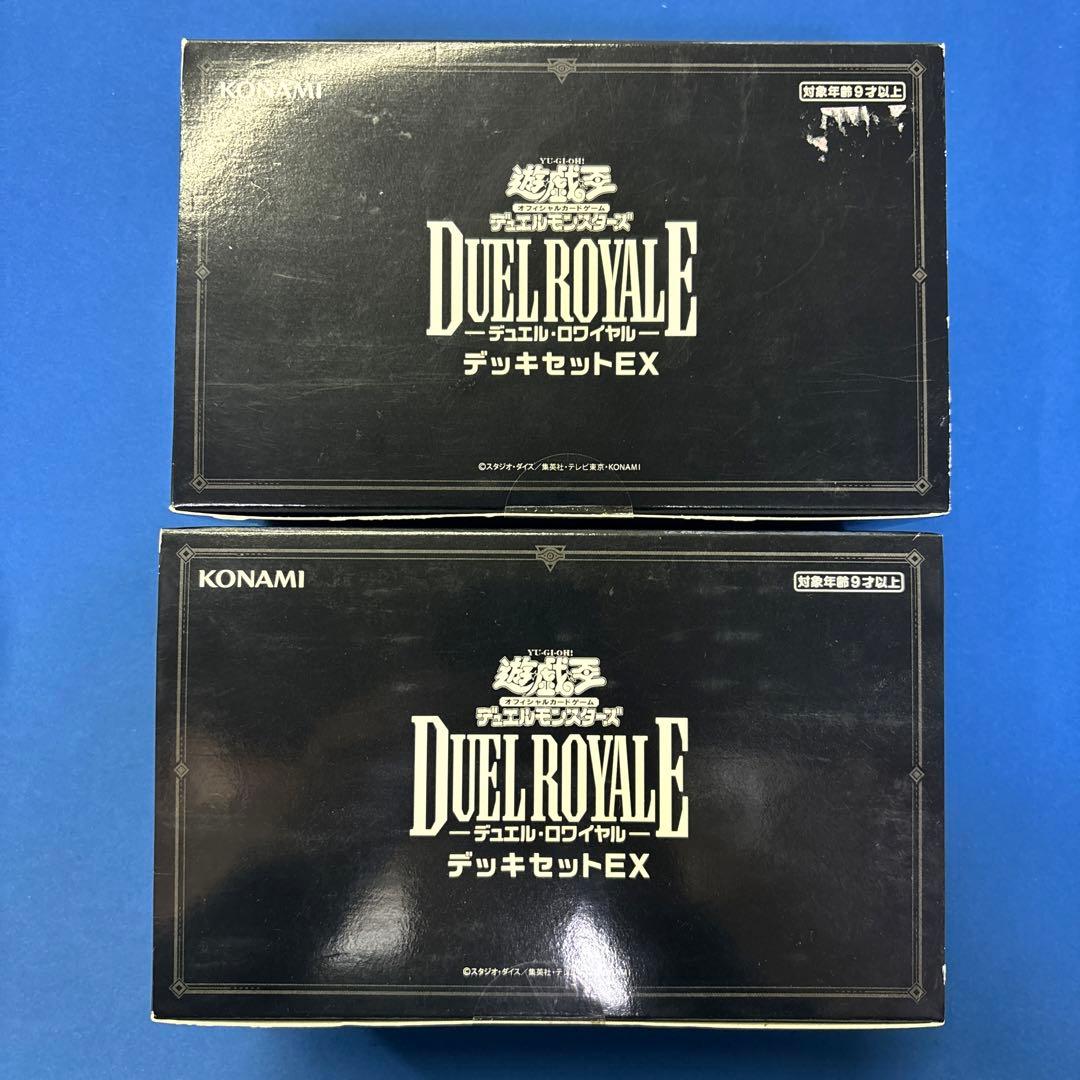 KONAMI
対象年齢9才以上
YU-GI-OH!
遊戯王
オフィシャルカードゲーム
デュエルモンスターズ
DUEL ROYALE
―デュエル・ロワイヤル―
デッキセットEX
©スタジオ・ダイス/集英社・テレビ東京・KONAMI
KONAMI
対象年齢9才以上
YU-GI-OH!
遊戯王
オフィシャルカードゲーム
デュエルモンスターズ
DUEL ROYALE
―デュエル・ロワイヤル―
デッキセットEX
©スタジオ・ダイス/集英社・テレ